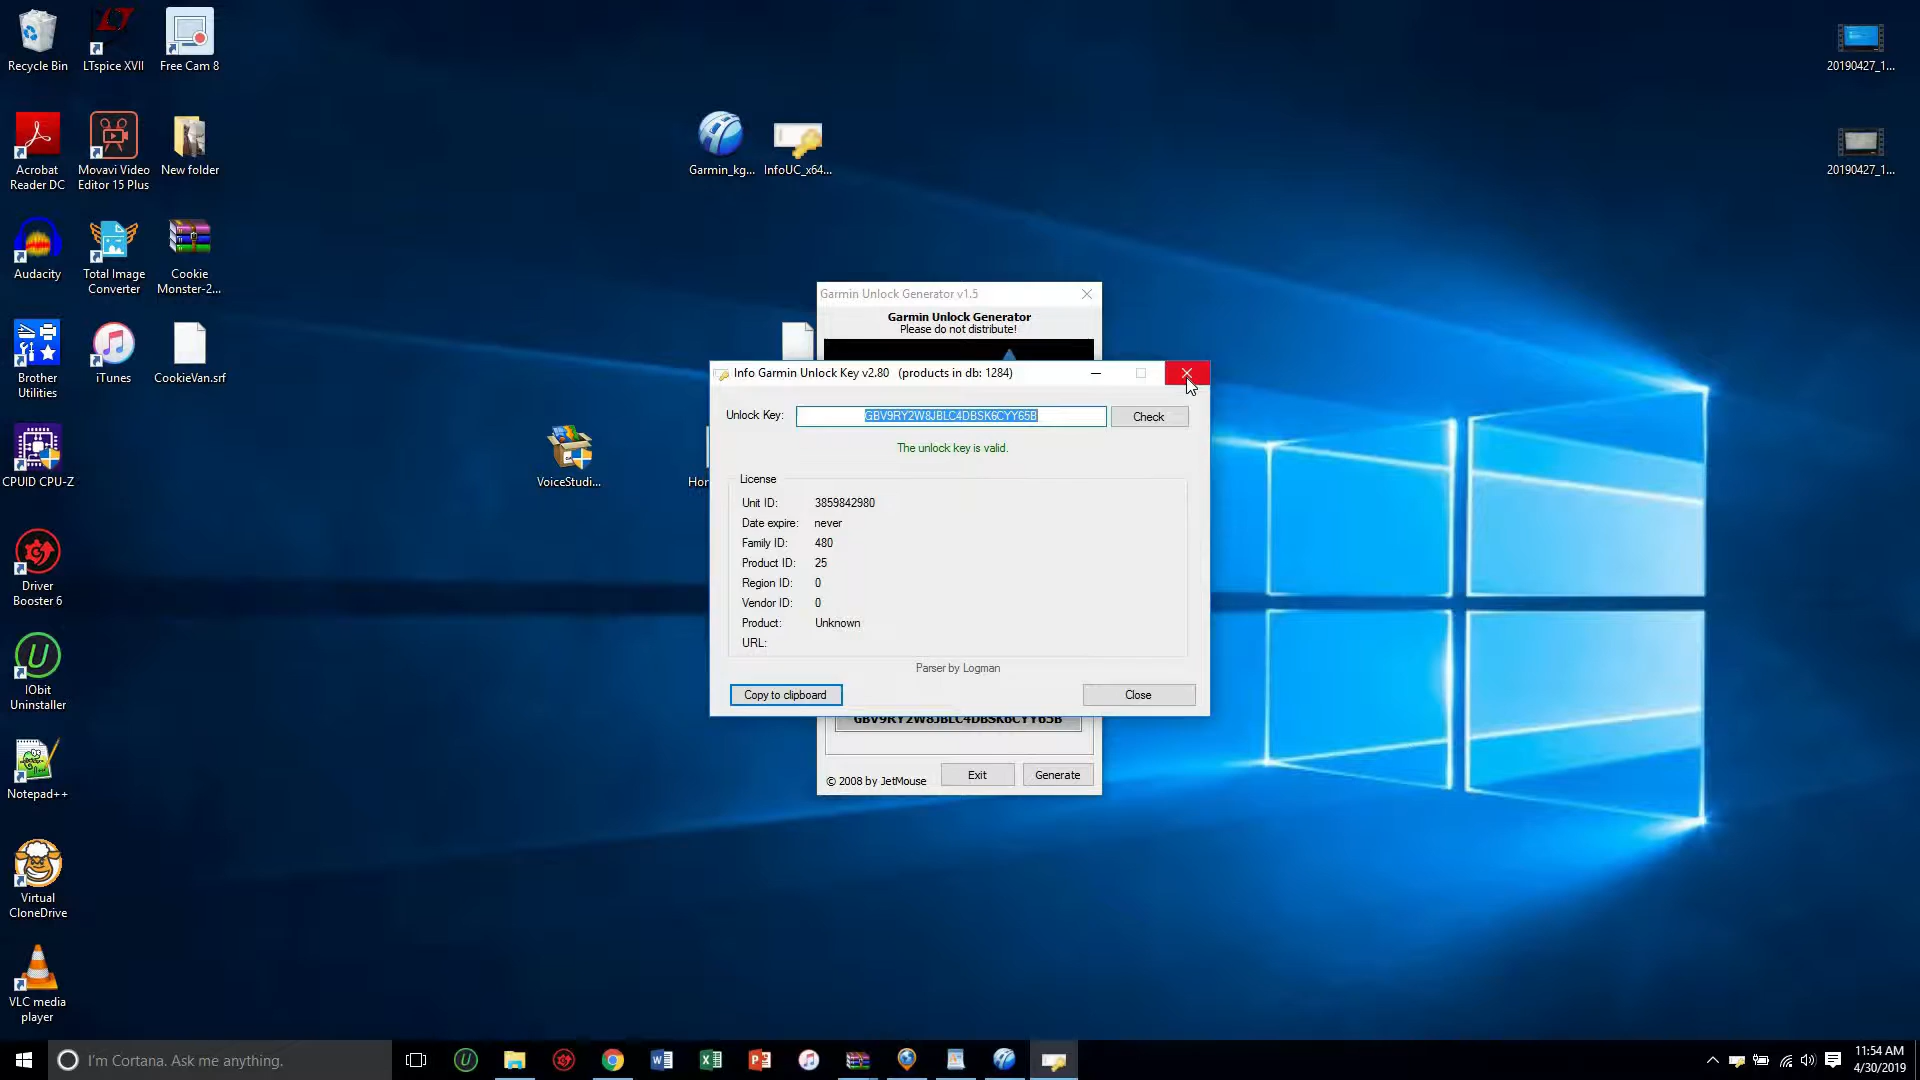 Recycle Bin
LTspice XVII
Free Cam 8
20190427_1...
Garmin_kg...
InfoUC_x64...
Acrobat
Reader DC
Movavi Video
Editor 15 Plus
New folder
20190427_1...
Audacity
Total Image
Converter
Cookie
Monster-2...
Garmin Unlock Generator v1.5
Garmin Unlock Generator
Please do not distribute!
Brother
Utilities
iTunes
CookieVan.srf
Info Garmin Unlock Key v2.80 (products in db: 1284)
Unlock Key:
GBV9RY2W8JBLC4DBSK6CYY65B
Check
The unlock key is valid.
License
Unit ID: 3859842980
Date expire: never
Family ID: 480
Product ID: 25
Region ID: 0
Vendor ID: 0
Product: Unknown
URL:
Parser by Logman
Copy to clipboard
Close
CPUID CPU-Z
VoiceStudi...
Hor
GBV9RY2W8JBLC4DBSK6CYY65B
© 2008 by JetMouse
Exit
Generate
Driver
Booster 6
IObit
Uninstaller
Notepad++
Virtual
CloneDrive
VLC media
player
I'm Cortana. Ask me anything.
11:54 AM
4/30/2019